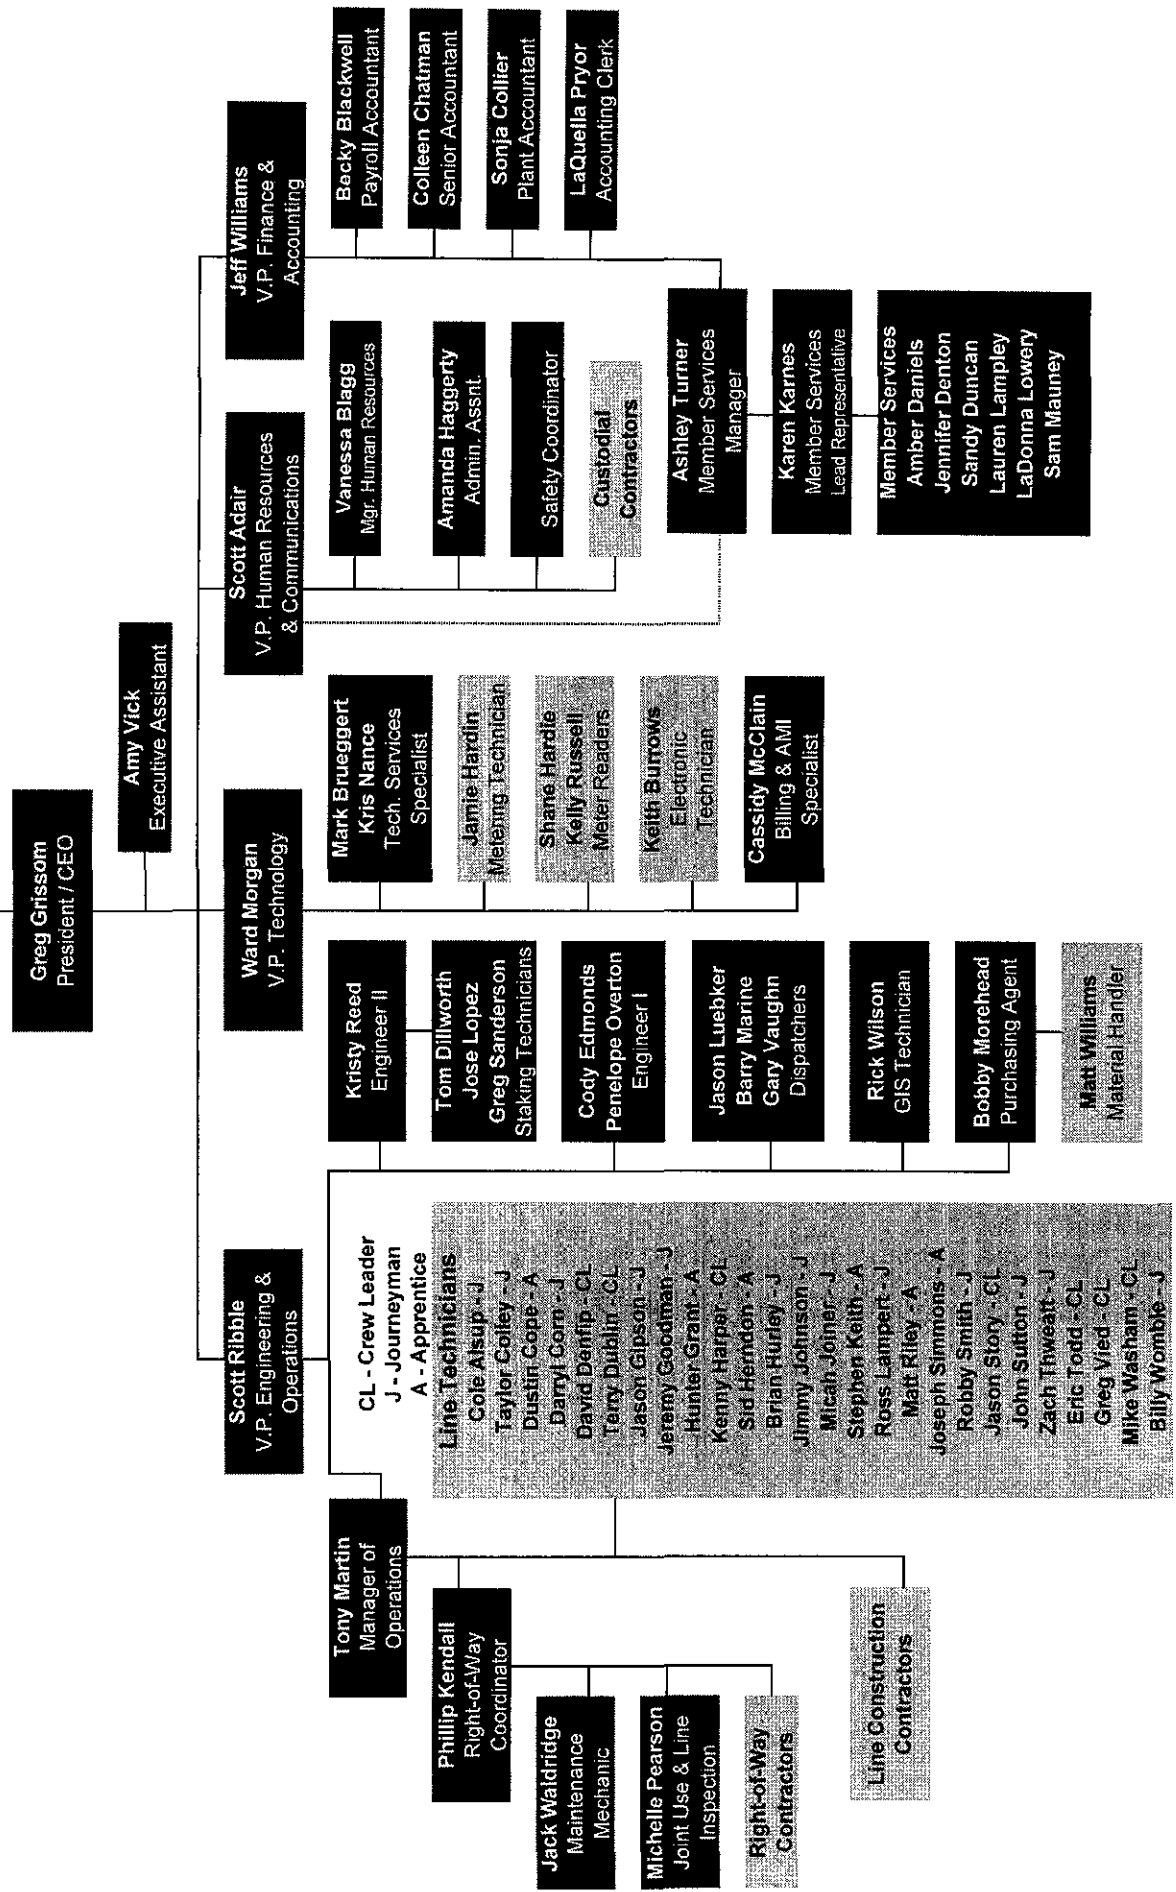 Greg Grissom
President / CEO
Amy Vick
Executive Assistant
Scott Ribble
V.P. Engineering &
Operations
Ward Morgan
V.P. Technology
Scott Adair
V.P. Human Resources
& Communications
Jeff Williams
V.P. Finance &
Accounting
Tony Martin
Manager of
Operations
Phillip Kendall
Right-of-Way
Coordinator
Jack Waldridge
Maintenance
Mechanic
Michelle Pearson
Joint Use & Line
Inspection
Right-of-Way
Contractors
Line Construction
Contractors
CL - Crew Leader
J - Journeyman
A - Apprentice
Line Technicians
Cole Alsup - J
Taylor Colley - J
Dustin Cope - A
Darryl Corn - J
David Denfip - CL
Terry Dublin - CL
Jason Gipson - J
Jeremy Goodman - J
Hunter Grant - A
Kenny Harper - CL
Sid Herndon - A
Brian Hurley - J
Jimmy Johnson - J
Micah Joiner - J
Stephen Keith - A
Ross Lampert - J
Matt Riley - A
Joseph Simmons - A
Robby Smith - J
Jason Story - CL
John Sutton - J
Zach Thweatt - J
Eric Todd - CL
Greg Vied - CL
Mike Washam - CL
Billy Womble - J
Kristy Reed
Engineer II
Tom Dillworth
Jose Lopez
Greg Sanderson
Staking Technicians
Cody Edmonds
Penelope Overton
Engineer I
Jason Luebker
Barry Marine
Gary Vaughn
Dispatchers
Rick Wilson
GIS Technician
Bobby Morehead
Purchasing Agent
Matt Williams
Material Handler
Mark Brueggert
Kris Nance
Tech. Services
Specialist
Jamie Hardin
Metering Technician
Shane Hardie
Kelly Russell
Meter Readers
Keith Burrows
Electronic
Technician
Cassidy McClain
Billing & AMI
Specialist
Vanessa Blagg
Mgr. Human Resources
Amanda Haggerty
Admin. Assnt.
Safety Coordinator
Custodial
Contractors
Becky Blackwell
Payroll Accountant
Colleen Chatman
Senior Accountant
Sonja Collier
Plant Accountant
LaQuella Pryor
Accounting Clerk
Ashley Turner
Member Services
Manager
Karen Karnes
Member Services
Lead Representative
Member Services
Amber Daniels
Jennifer Denton
Sandy Duncan
Lauren Lampley
LaDonna Lowery
Sam Mauney